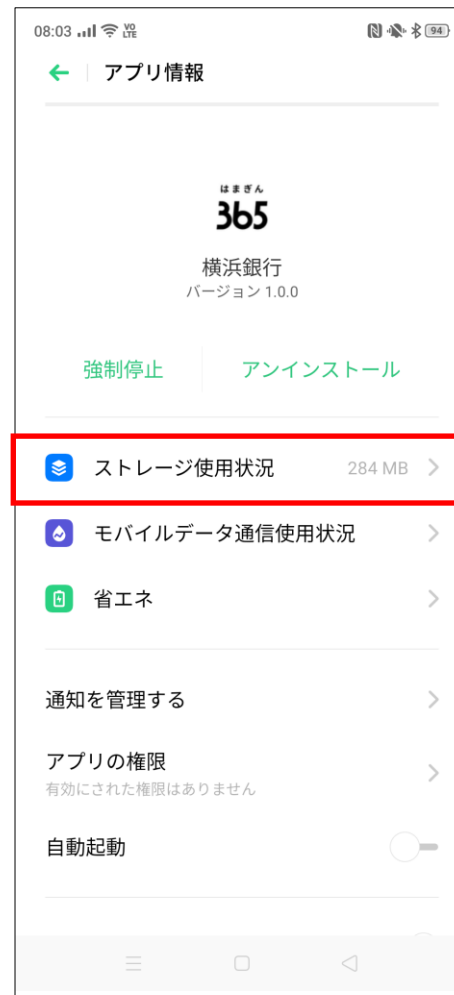 08:03 VO LTE 94
アプリ情報
はまぎん
365
横浜銀行
バージョン 1.0.0
強制停止 アンインストール
ストレージ使用状況 284 MB
モバイルデータ通信使用状況
省エネ
通知を管理する
アプリの権限
有効にされた権限はありません
自動起動